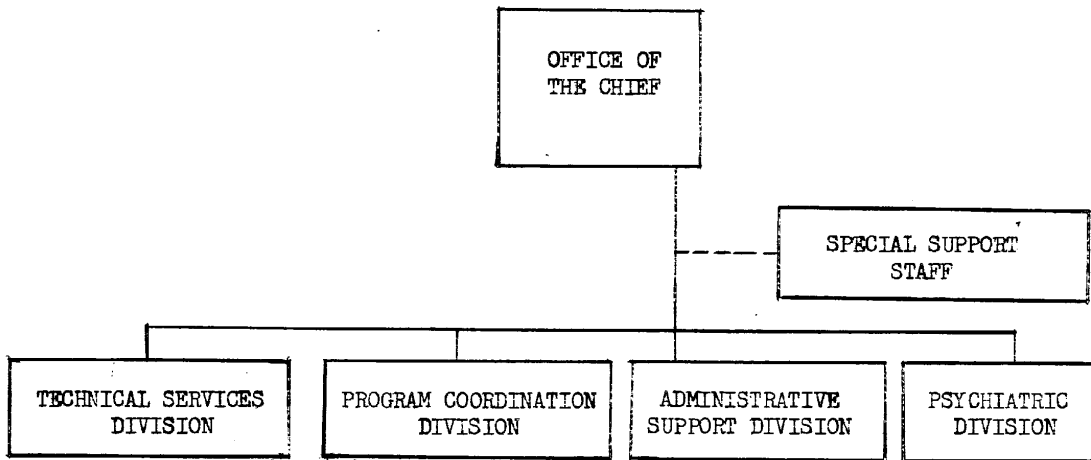 OFFICE OF
THE CHIEF
SPECIAL SUPPORT
STAFF
TECHNICAL SERVICES
DIVISION
PROGRAM COORDINATION
DIVISION
ADMINISTRATIVE
SUPPORT DIVISION
PSYCHIATRIC
DIVISION